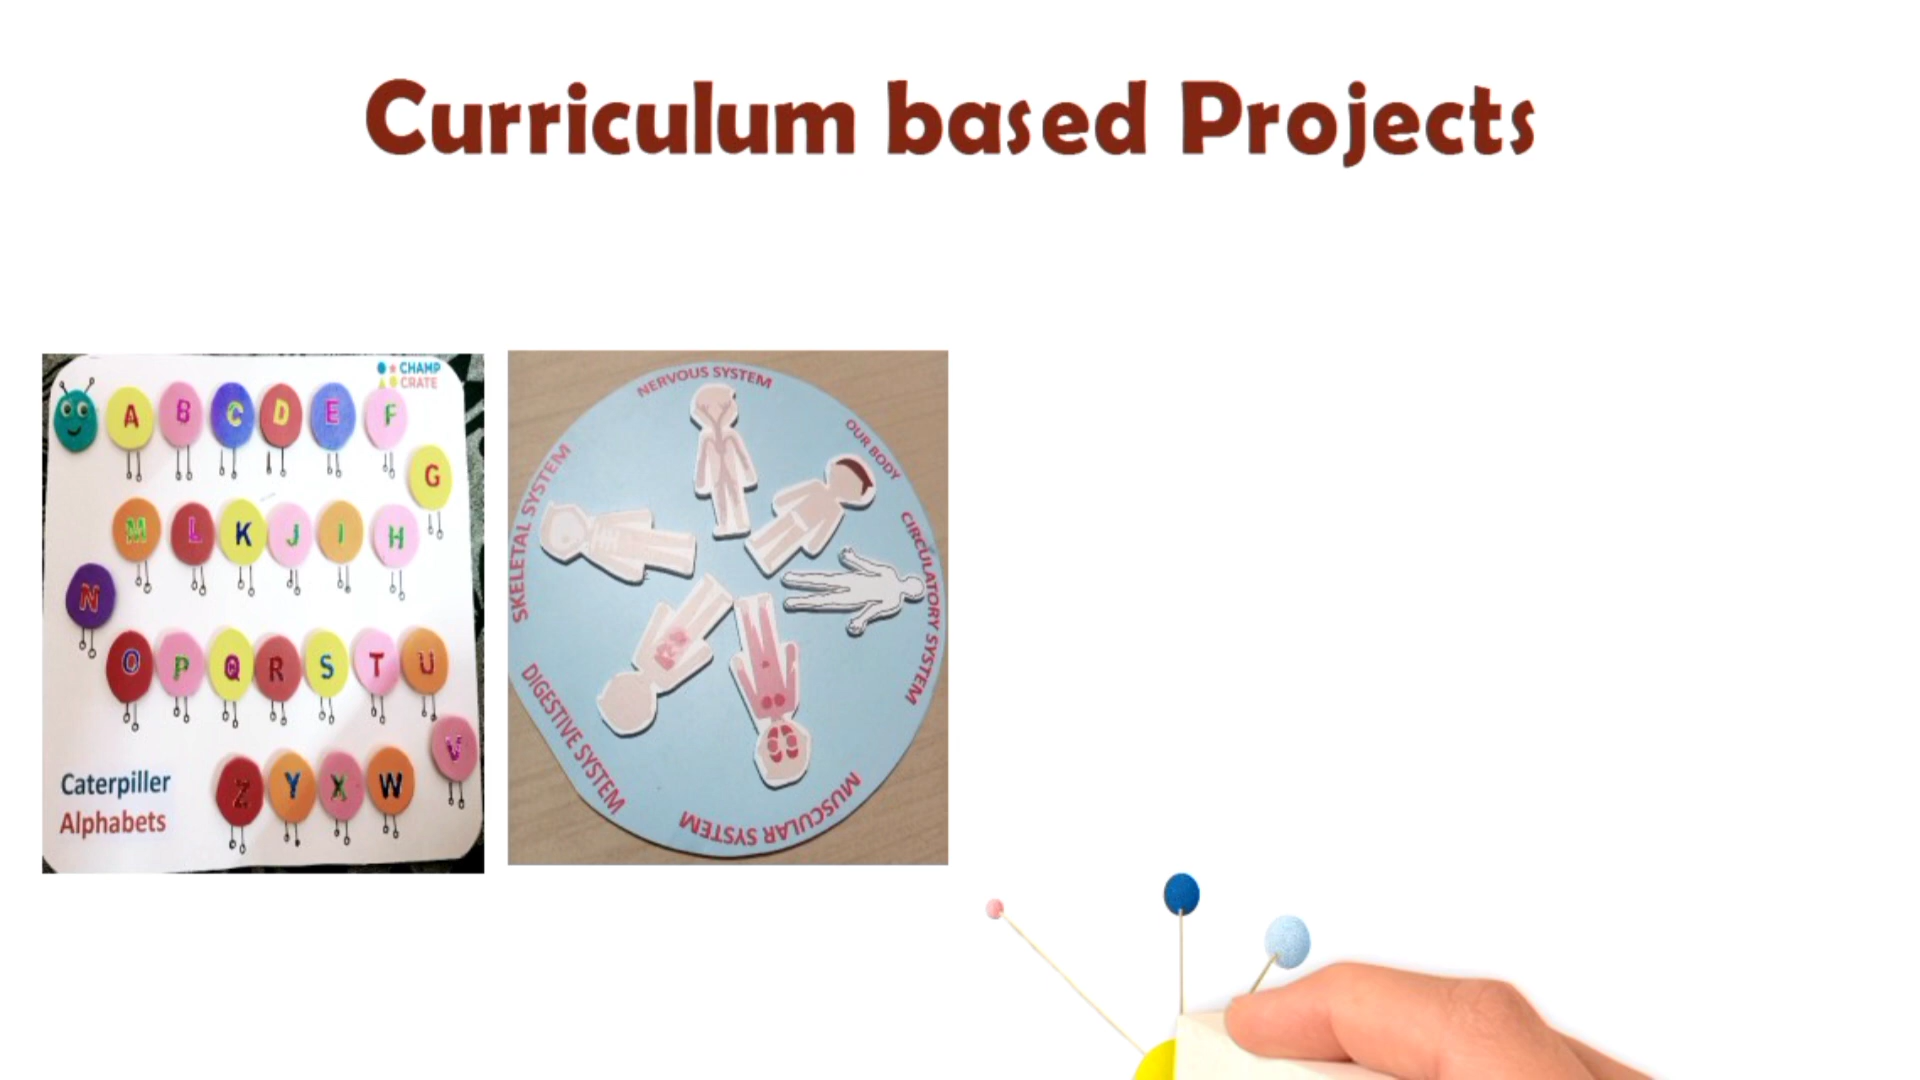 Curriculum based Projects
CHAMP
CRATE
A B C D E F
G
M L K J I H
N
O P Q R S T U
V
Z Y X W
Caterpiller
Alphabets
NERVOUS SYSTEM
OUR BODY
CIRCULATORY SYSTEM
MUSCULAR SYSTEM
DIGESTIVE SYSTEM
SKELETAL SYSTEM